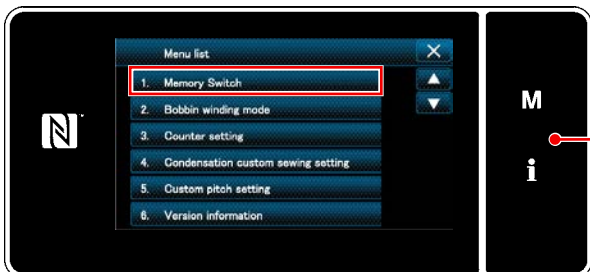 Menu list
1. Memory Switch
2. Bobbin winding mode
3. Counter setting
4. Condensation custom sewing setting
5. Custom pitch setting
6. Version information
N
M
i